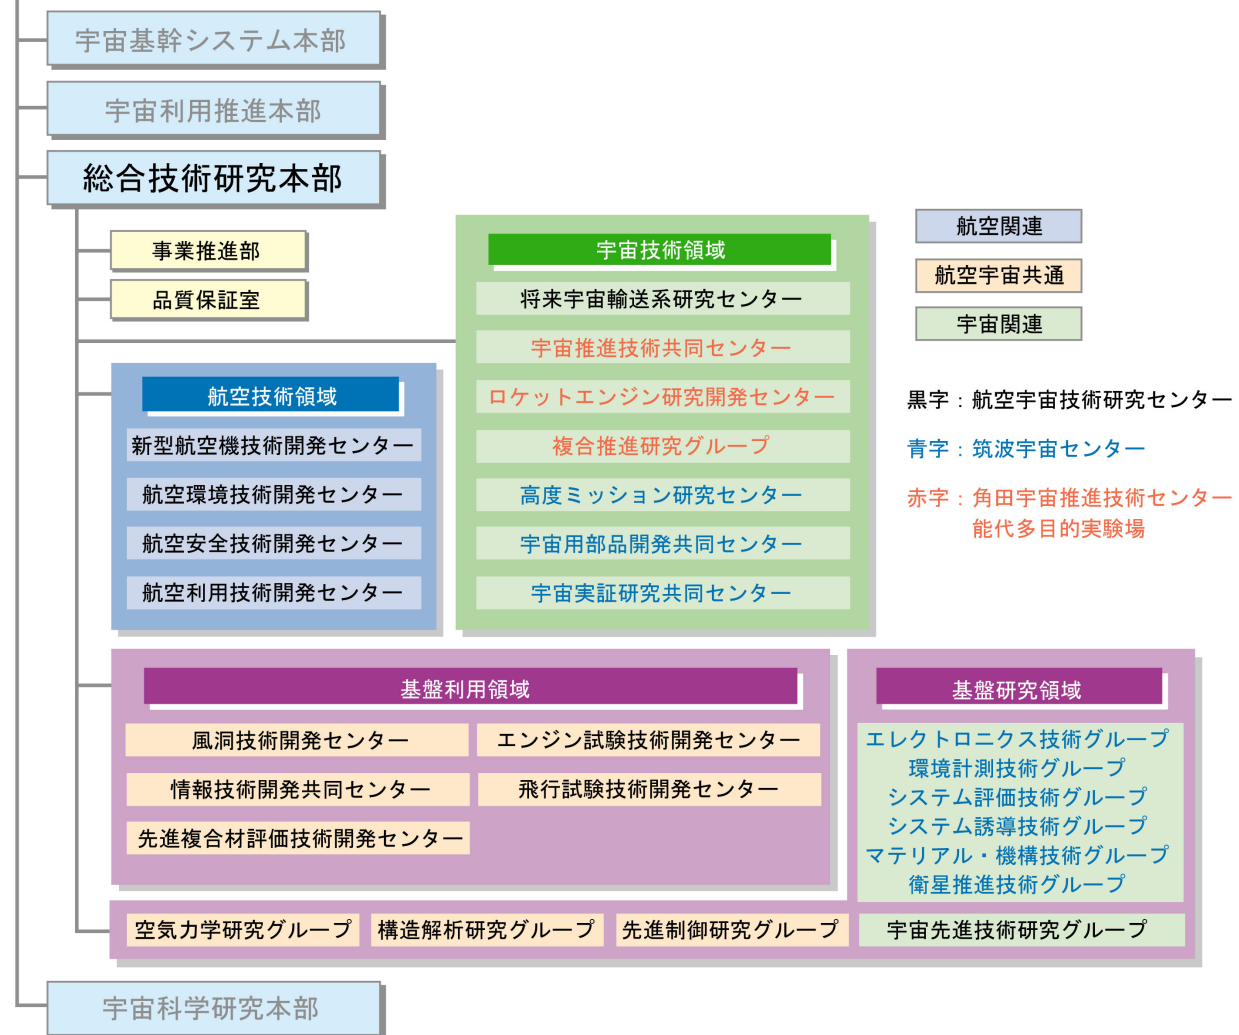 宇宙基幹システム本部
宇宙利用推進本部
総合技術研究本部
事業推進部
品質保証室
航空技術領域
新型航空機技術開発センター
航空環境技術開発センター
航空安全技術開発センター
航空利用技術開発センター
宇宙技術領域
将来宇宙輸送系研究センター
宇宙推進技術共同センター
ロケットエンジン研究開発センター
複合推進研究グループ
高度ミッション研究センター
宇宙用部品開発共同センター
宇宙実証研究共同センター
航空関連
航空宇宙共通
宇宙関連
黒字：航空宇宙技術研究センター
青字：筑波宇宙センター
赤字：角田宇宙推進技術センター
能代多目的実験場
基盤利用領域
風洞技術開発センター
エンジン試験技術開発センター
情報技術開発共同センター
飛行試験技術開発センター
先進複合材評価技術開発センター
基盤研究領域
エレクトロニクス技術グループ
環境計測技術グループ
システム評価技術グループ
システム誘導技術グループ
マテリアル・機構技術グループ
衛星推進技術グループ
空気力学研究グループ
構造解析研究グループ
先進制御研究グループ
宇宙先進技術研究グループ
宇宙科学研究本部